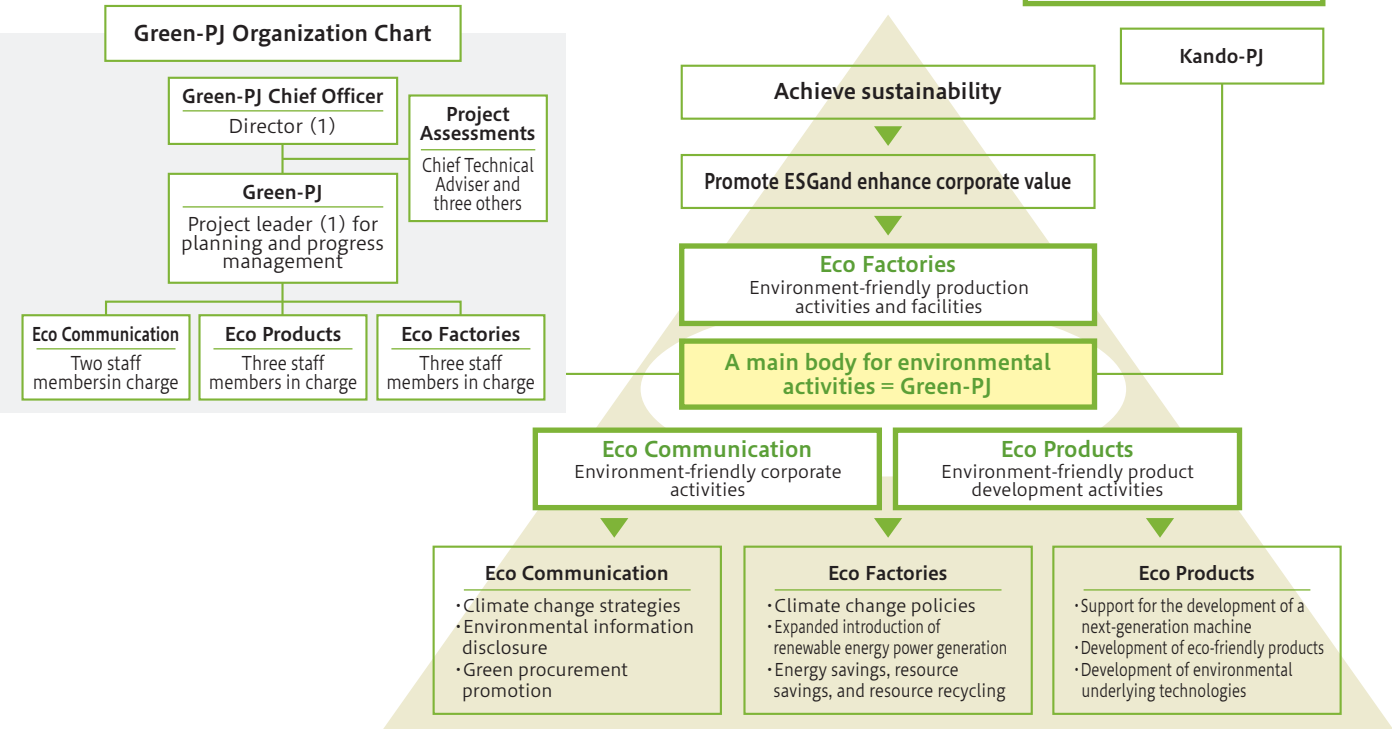 Green-PJ Organization Chart
Green-PJ Chief Officer
Director (1)
Project
Assessments
Chief Technical
Adviser and
three others
Green-PJ
Project leader (1) for
planning and progress
management
Eco Communication
Two staff
membersin charge
Eco Products
Three staff
members in charge
Eco Factories
Three staff
members in charge
Kando-PJ
Achieve sustainability
Promote ESGand enhance corporate value
Eco Factories
Environment-friendly production
activities and facilities
A main body for environmental
activities = Green-PJ
Eco Communication
Environment-friendly corporate
activities
Eco Products
Environment-friendly product
development activities
Eco Communication
・Climate change strategies
・Environmental information
disclosure
・Green procurement
promotion
Eco Factories
・Climate change policies
・Expanded introduction of
renewable energy power generation
・Energy savings, resource
savings, and resource recycling
Eco Products
・Support for the development of a
next-generation machine
・Development of eco-friendly products
・Development of environmental
underlying technologies